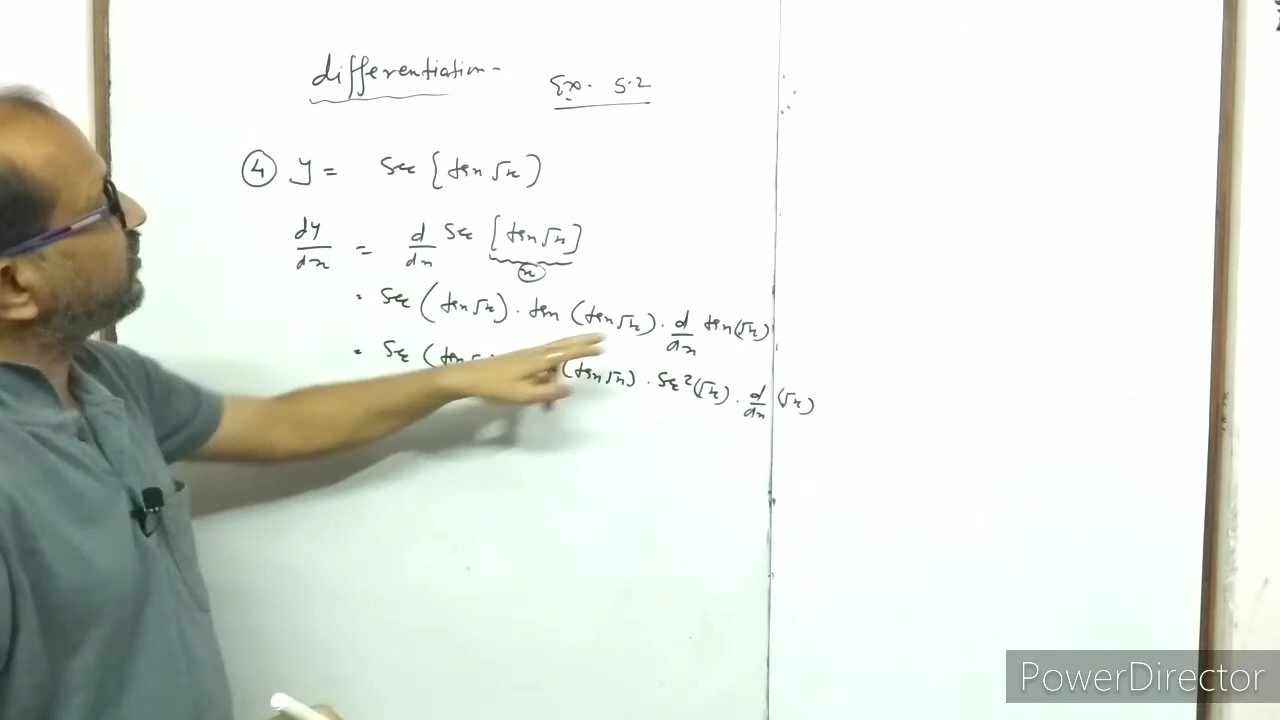 differentiation -
Ex. 5.2
④ y = sec [tan √x)
dy/dx = d/dx sec [tan √x]
x
= sec (tan √x) · tan (tan √x) · d/dx tan (√x)
= sec (tan (tan √x) · sec²(√x) · d/dx (√x)
PowerDirector